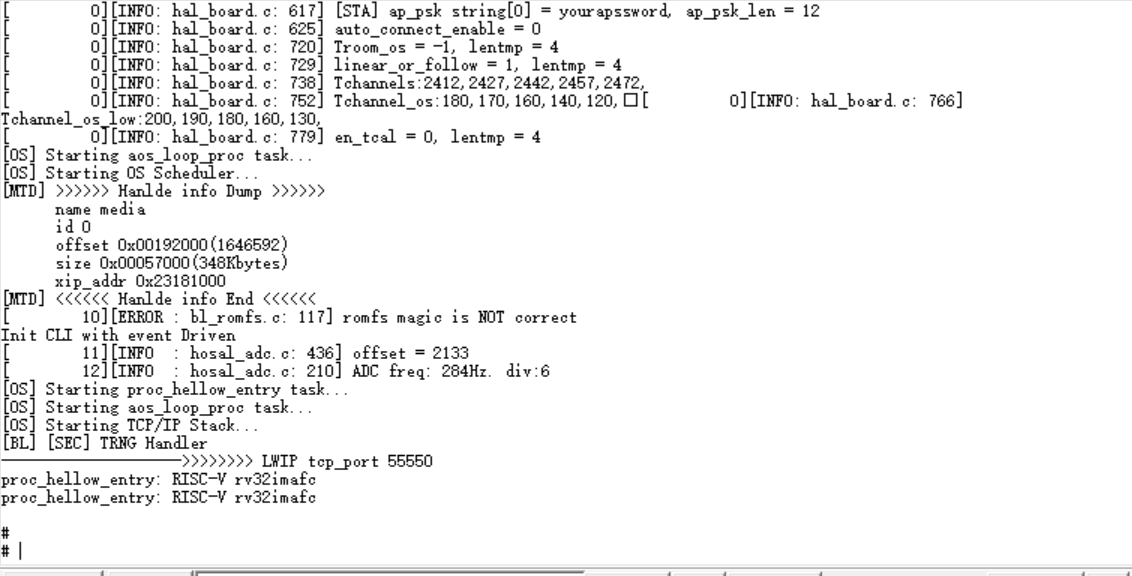 [ 0][INFO: hal_board.c: 617] [STA] ap_psk string[0] = yourapssword, ap_psk_len = 12
[ 0][INFO: hal_board.c: 625] auto_connect_enable = 0
[ 0][INFO: hal_board.c: 720] Troom_os = -1, lentmp = 4
[ 0][INFO: hal_board.c: 729] linear_or_follow = 1, lentmp = 4
[ 0][INFO: hal_board.c: 738] Tchannels:2412,2427,2442,2457,2472,
[ 0][INFO: hal_board.c: 752] Tchannel_os:180,170,160,140,120,□[ 0][INFO: hal_board.c: 766]
Tchannel_os_low:200,190,180,160,130,
[ 0][INFO: hal_board.c: 779] en_tcal = 0, lentmp = 4
[OS] Starting aos_loop_proc task...
[OS] Starting OS Scheduler...
[MTD] >>>>>> Hanlde info Dump >>>>>>
name media
id 0
offset 0x00192000(1646592)
size 0x00057000(348Kbytes)
xip_addr 0x23181000
[MTD] <<<<<< Hanlde info End <<<<<<
[ 10][ERROR : bl_romfs.c: 117] romfs magic is NOT correct
Init CLI with event Driven
[ 11][INFO : hosal_adc.c: 436] offset = 2133
[ 12][INFO : hosal_adc.c: 210] ADC freq: 284Hz. div:6
[OS] Starting proc_hellow_entry task...
[OS] Starting aos_loop_proc task...
[OS] Starting TCP/IP Stack...
[BL] [SEC] TRNG Handler
-------------------->>>>>>>> LWIP tcp_port 55550
proc_hellow_entry: RISC-V rv32imafc
proc_hellow_entry: RISC-V rv32imafc
#
#